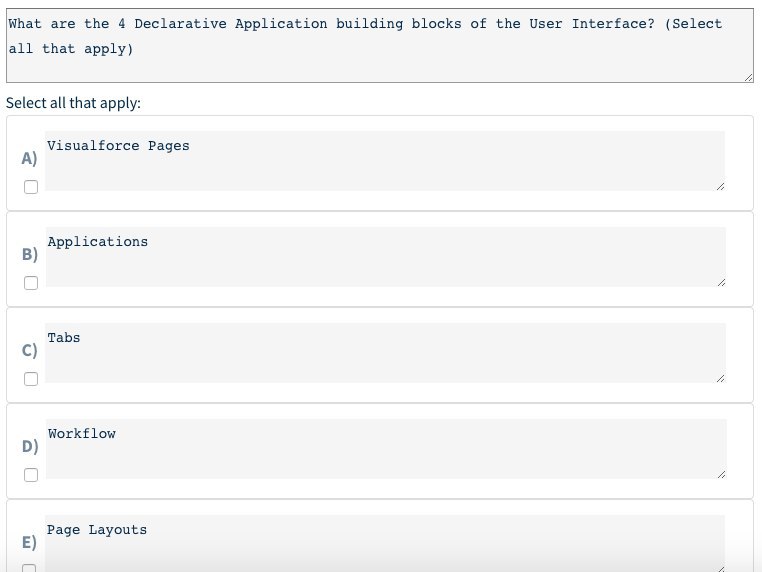 What are the 4 Declarative Application building blocks of the User Interface? (Select
all that apply)
Select all that apply:
A)
Visualforce Pages
B)
Applications
C)
Tabs
D)
Workflow
E)
Page Layouts